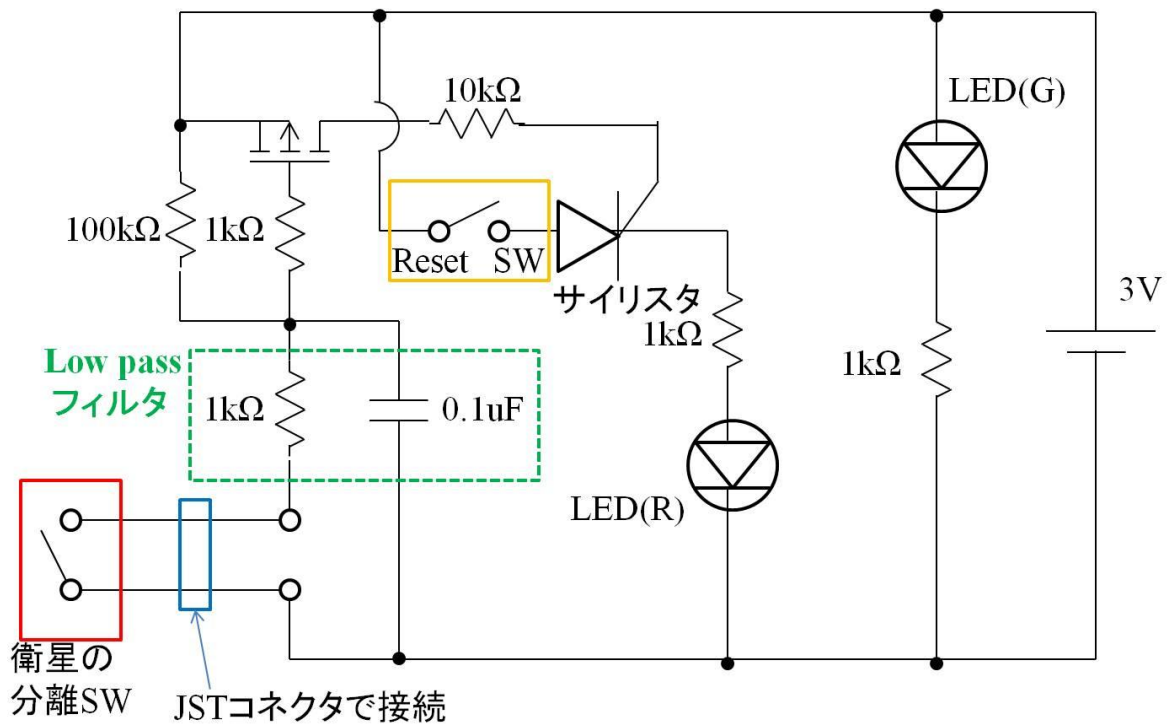 LED(G)
10kΩ
100kΩ
1kΩ
Reset SW
サイリスタ
1kΩ
3V
1kΩ
Low pass
フィルタ
1kΩ
0.1uF
LED(R)
衛星の
分離SW
JSTコネクタで接続